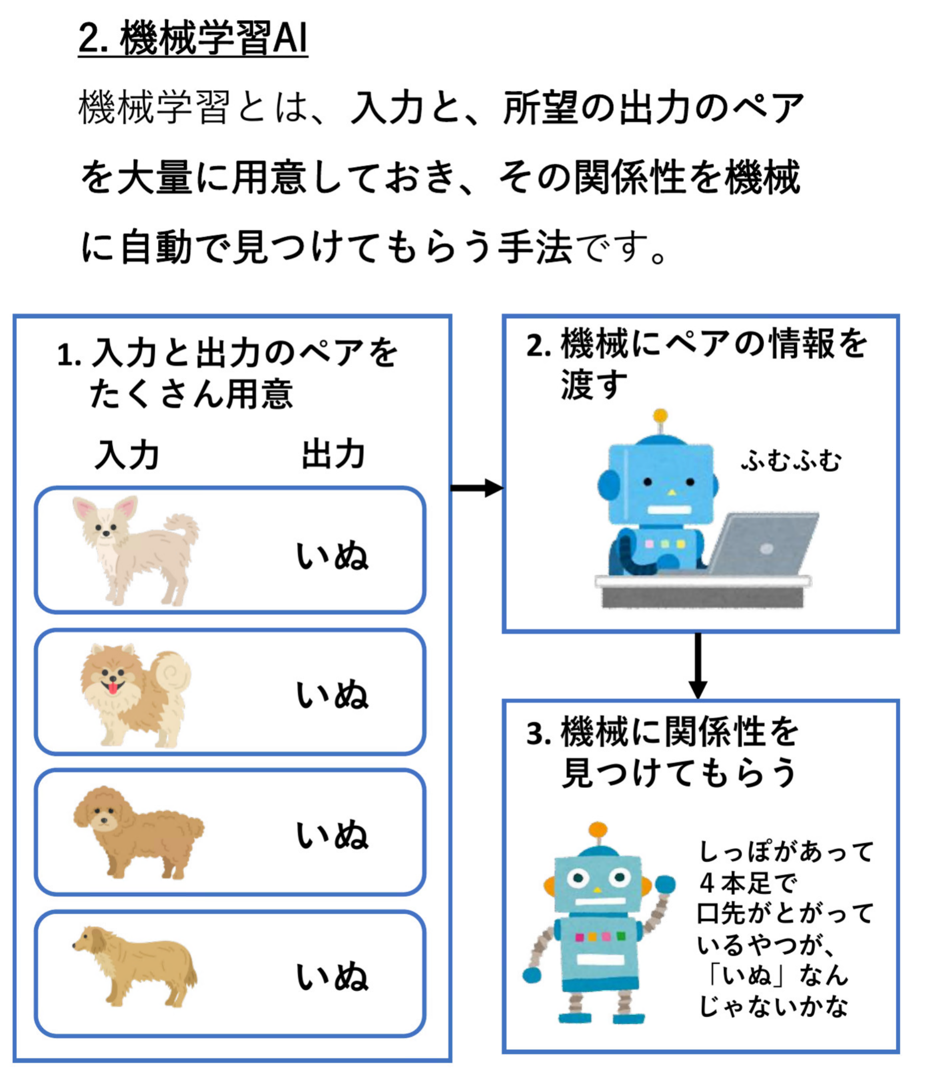 2. 機械学習AI
機械学習とは、入力と、所望の出力のペア
を大量に用意しておき、その関係性を機械
に自動で見つけてもらう手法です。
1. 入力と出力のペアを
たくさん用意
入力 出力
いぬ
いぬ
いぬ
いぬ
2. 機械にペアの情報を
渡す
ふむふむ
3. 機械に関係性を
見つけてもらう
しっぽがあって
４本足で
口先がとがって
いるやつが、
「いぬ」なん
じゃないかな